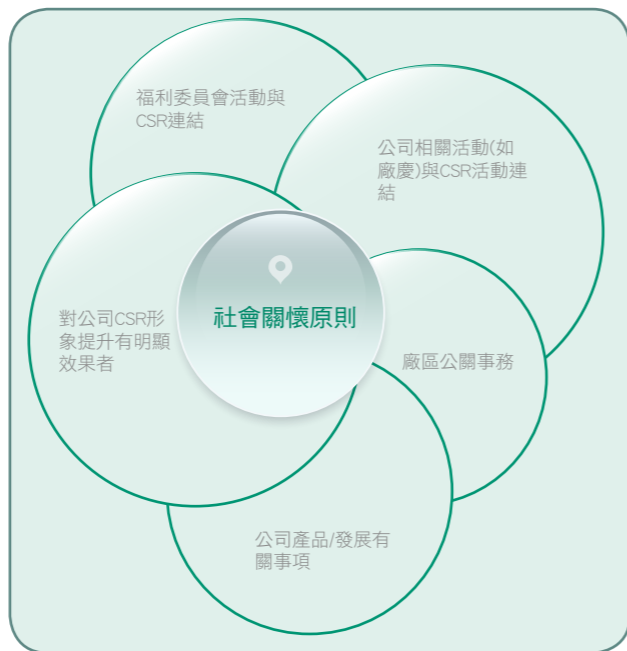 福利委員會活動與
CSR連結
公司相關活動(如
廠慶)與CSR活動連
結
社會關懷原則
對公司CSR形
象提升有明顯
效果者
廠區公關事務
公司產品/發展有
關事項